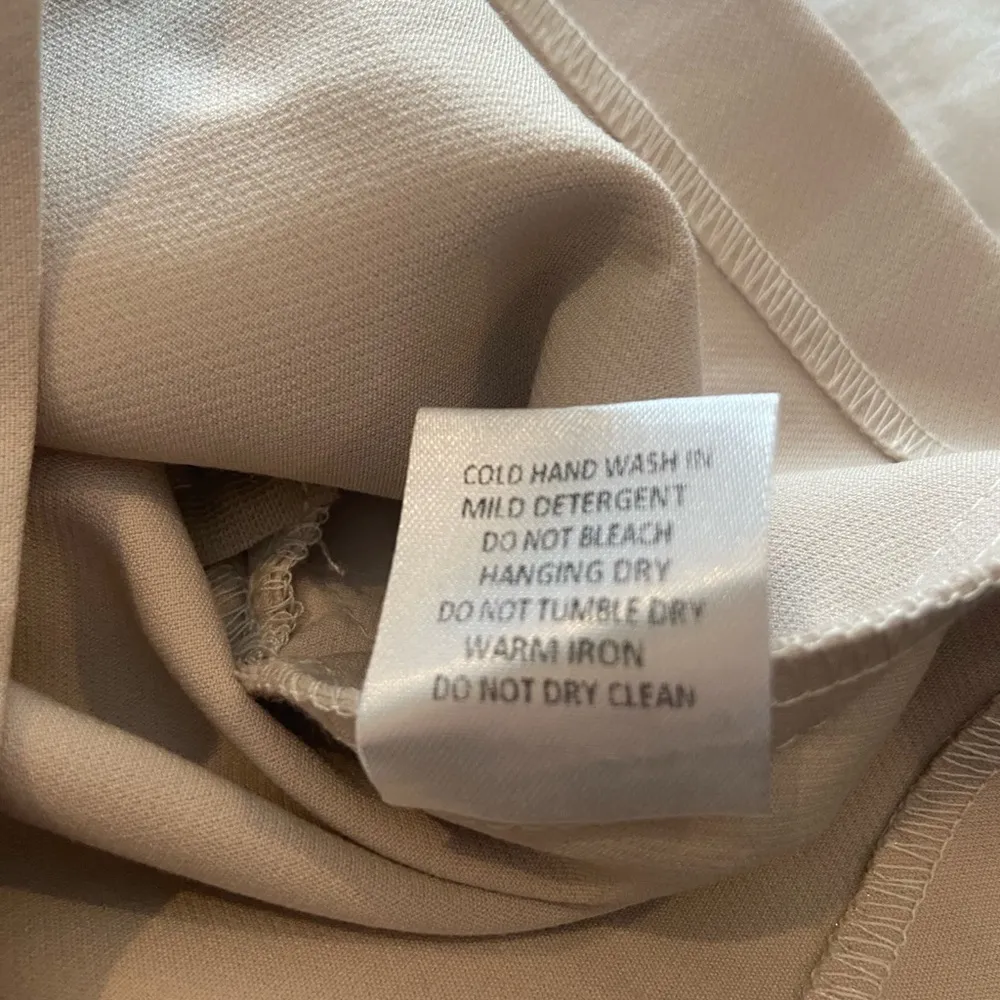 COLD HAND WASH IN
MILD DETERGENT
DO NOT BLEACH
HANGING DRY
DO NOT TUMBLE DRY
WARM IRON
DO NOT DRY CLEAN